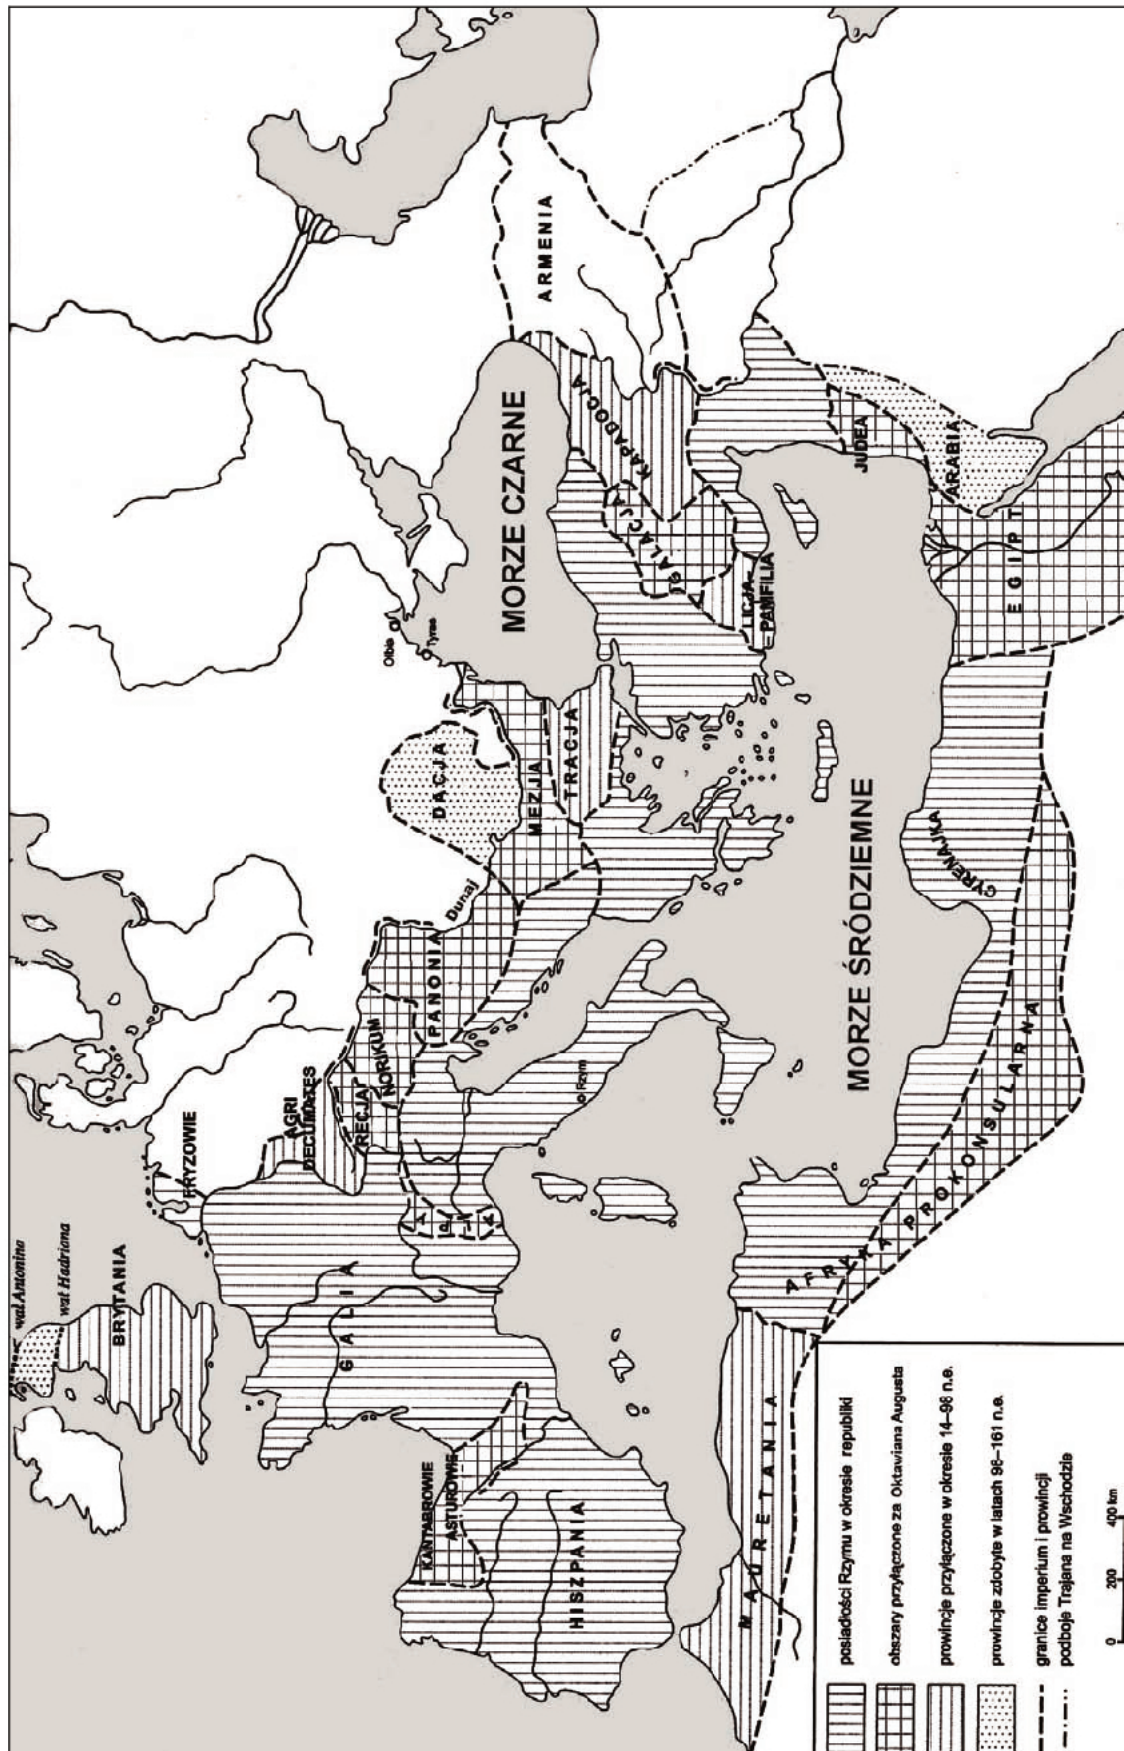 wał Antonina
wał Hadriana
BRYTANIA
FRYZOWIE
AGRI
DECUMATES
RECJA
NORIKUM
PANONIA
Dunaj
DACJA
MEZJA
TRACJA
Olbia
Tyras
MORZE CZARNE
ARMENIA
KAPADOCJA
GALACJA
LICJA-
PAMFILIA
JUDEA
ARABIA
EGIPT
CYRENAJKA
MORZE ŚRÓDZIEMNE
AFRYKA PROKONSULARNA
MAURETANIA
Rzym
GALIA
A
L
KANTABROWIE
ASTUROWIE
HISZPANIA
posiadłości Rzymu w okresie republiki
obszary przyłączone za Oktawiana Augusta
prowincje przyłączone w okresie 14–96 n.e.
prowincje zdobyte w latach 96–161 n.e.
granice imperium i prowincji
podboje Trajana na Wschodzie
0 200 400 km